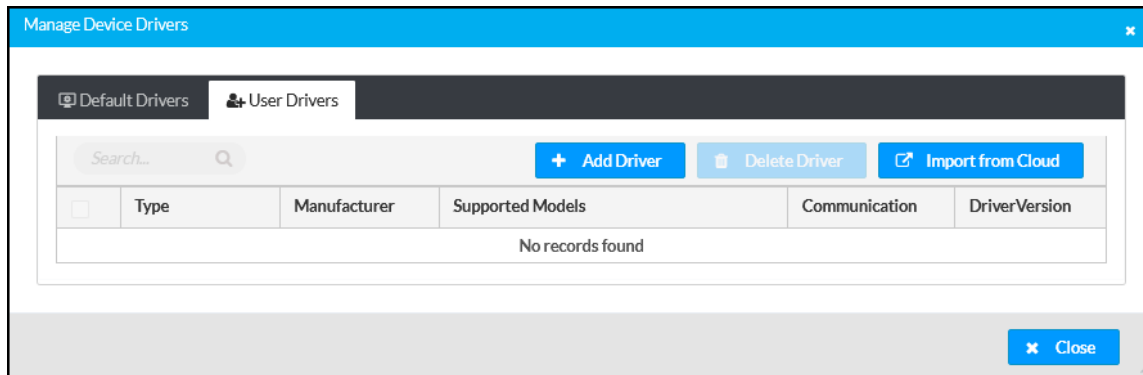 Manage Device Drivers
Default Drivers User Drivers
Search... Add Driver Delete Driver Import from Cloud
Type Manufacturer Supported Models Communication DriverVersion
No records found
Close